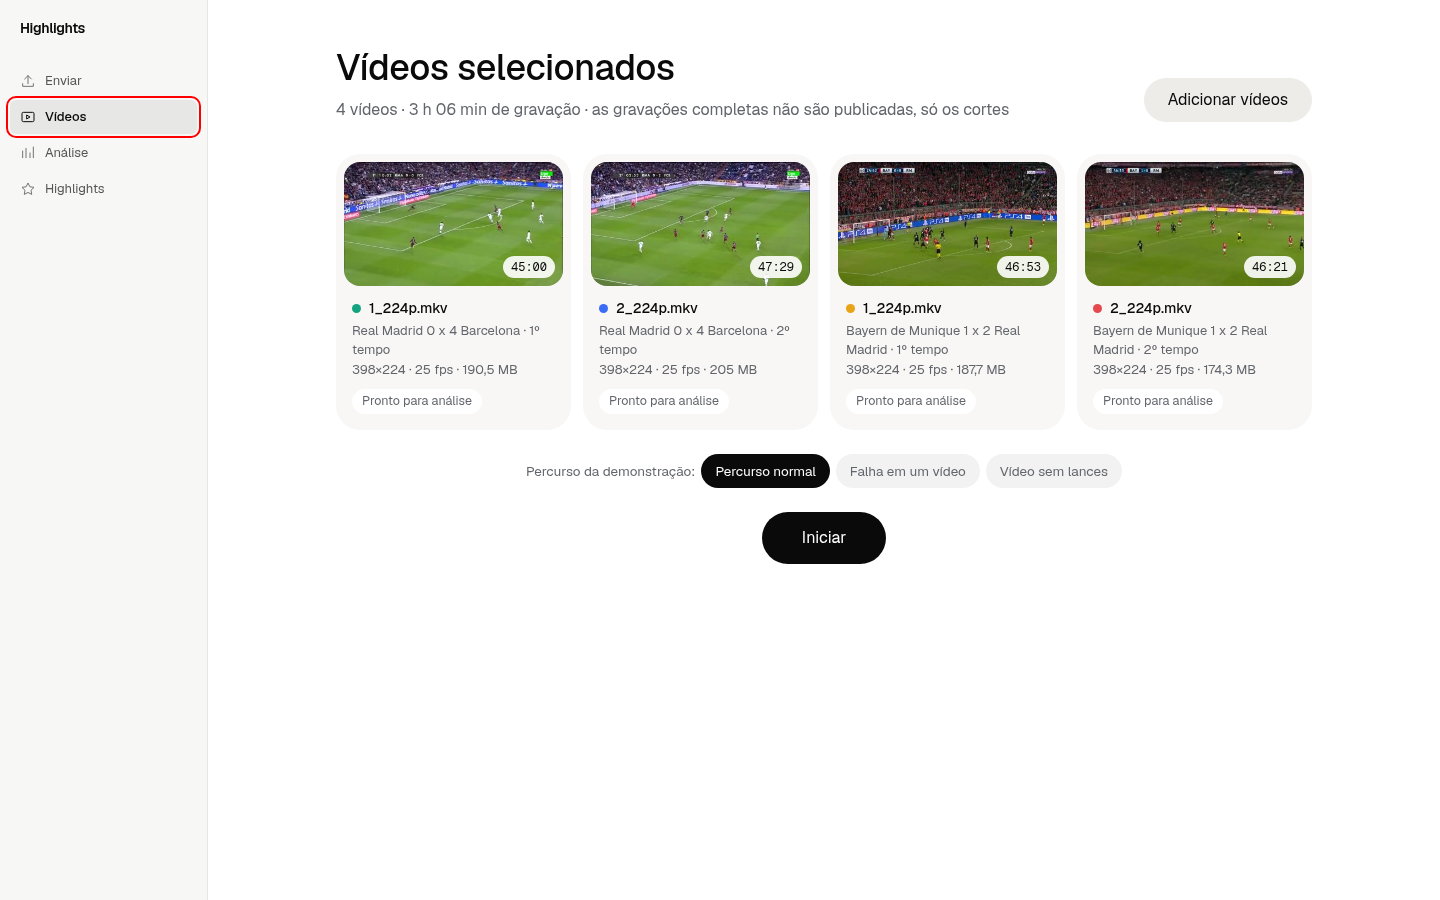 Highlights
Enviar
Vídeos
Análise
Highlights
Vídeos selecionados
4 vídeos · 3 h 06 min de gravação · as gravações completas não são publicadas, só os cortes
Adicionar vídeos
45:00
47:29
46:53
46:21
1_224p.mkv
Real Madrid 0 x 4 Barcelona · 1º
tempo
398×224 · 25 fps · 190,5 MB
Pronto para análise
2_224p.mkv
Real Madrid 0 x 4 Barcelona · 2º
tempo
398×224 · 25 fps · 205 MB
Pronto para análise
1_224p.mkv
Bayern de Munique 1 x 2 Real
Madrid · 1º tempo
398×224 · 25 fps · 187,7 MB
Pronto para análise
2_224p.mkv
Bayern de Munique 1 x 2 Real
Madrid · 2º tempo
398×224 · 25 fps · 174,3 MB
Pronto para análise
Percurso da demonstração:
Percurso normal
Falha em um vídeo
Vídeo sem lances
Iniciar